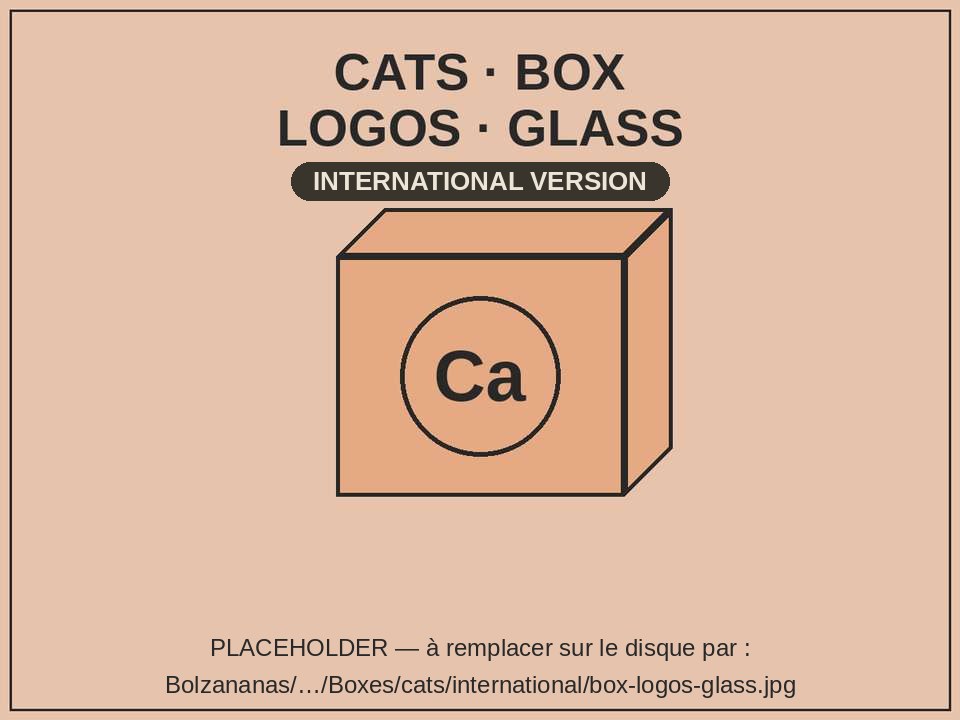 CATS · BOX
LOGOS · GLASS
INTERNATIONAL VERSION
Ca
PLACEHOLDER — à remplacer sur le disque par :
Bolzananas/…/Boxes/cats/international/box-logos-glass.jpg